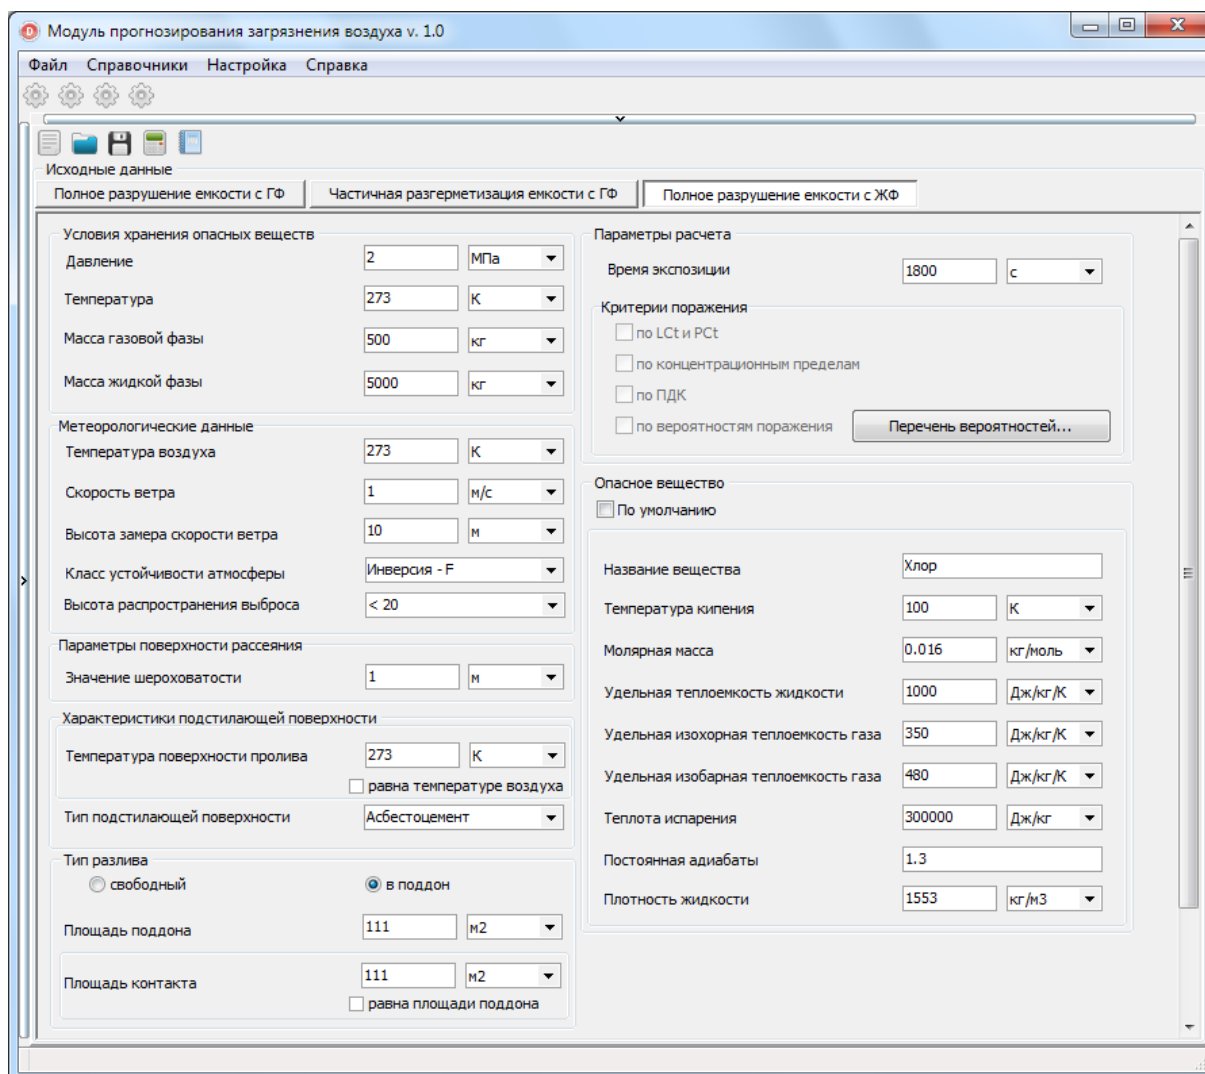 Модуль прогнозирования загрязнения воздуха v. 1.0
Файл Справочники Настройка Справка
Исходные данные
Полное разрушение емкости с ГФ Частичная разгерметизация емкости с ГФ Полное разрушение емкости с ЖФ
Условия хранения опасных веществ
Давление 2 МПа
Температура 273 К
Масса газовой фазы 500 кг
Масса жидкой фазы 5000 кг
Метеорологические данные
Температура воздуха 273 К
Скорость ветра 1 м/с
Высота замера скорости ветра 10 м
Класс устойчивости атмосферы Инверсия - F
Высота распространения выброса < 20
Параметры поверхности рассеяния
Значение шероховатости 1 м
Характеристики подстилающей поверхности
Температура поверхности пролива 273 К
равна температуре воздуха
Тип подстилающей поверхности Асбестоцемент
Тип разлива
свободный в поддон
Площадь поддона 111 м2
Площадь контакта 111 м2
равна площади поддона
Параметры расчета
Время экспозиции 1800 с
Критерии поражения
по LCt и PCt
по концентрационным пределам
по ПДК
по вероятностям поражения Перечень вероятностей...
Опасное вещество
По умолчанию
Название вещества Хлор
Температура кипения 100 К
Молярная масса 0.016 кг/моль
Удельная теплоемкость жидкости 1000 Дж/кг/К
Удельная изохорная теплоемкость газа 350 Дж/кг/К
Удельная изобарная теплоемкость газа 480 Дж/кг/К
Теплота испарения 300000 Дж/кг
Постоянная адиабаты 1.3
Плотность жидкости 1553 кг/м3